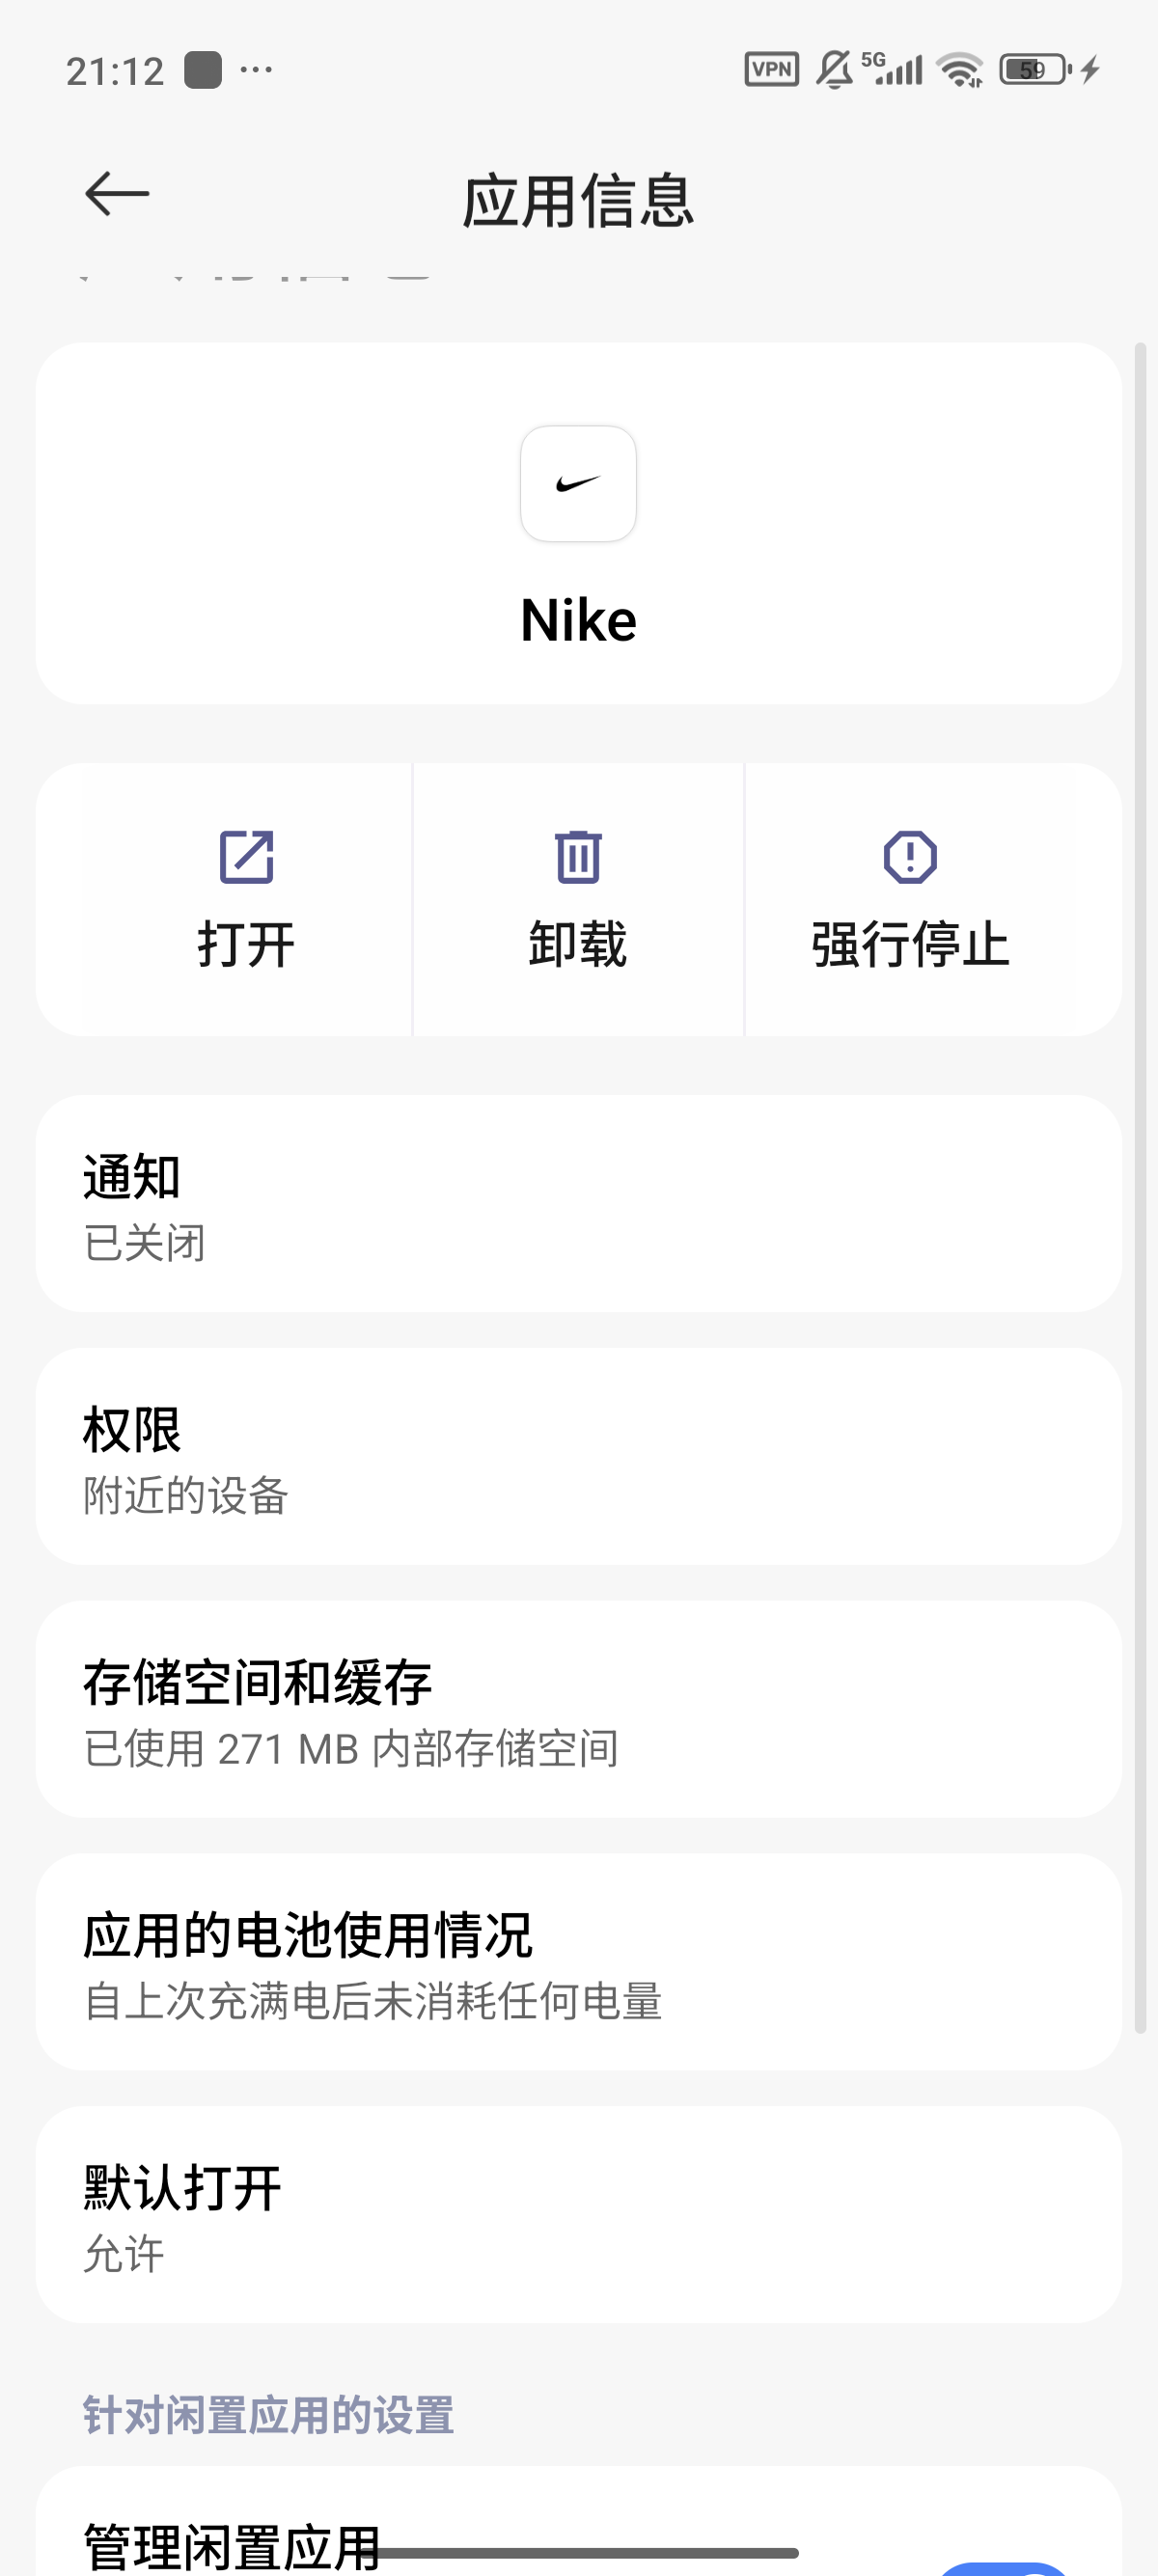 21:12
VPN
5G
59
应用信息
Nike
打开
卸载
强行停止
通知
已关闭
权限
附近的设备
存储空间和缓存
已使用 271 MB 内部存储空间
应用的电池使用情况
自上次充满电后未消耗任何电量
默认打开
允许
针对闲置应用的设置
管理闲置应用